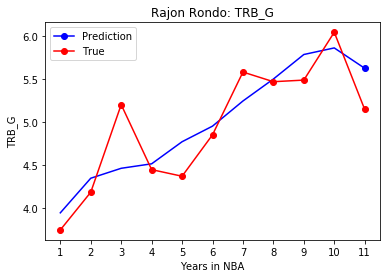 Rajon Rondo: TRB_G
Prediction
True
TRB_G
6.0
5.5
5.0
4.5
4.0
1 2 3 4 5 6 7 8 9 10 11
Years in NBA